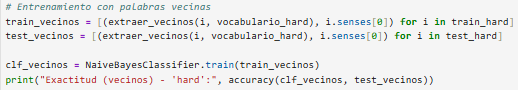 # Entrenamiento con palabras vecinas
train_vecinos = [(extraer_vecinos(i, vocabulario_hard), i.senses[0]) for i in train_hard]
test_vecinos = [(extraer_vecinos(i, vocabulario_hard), i.senses[0]) for i in test_hard]
clf_vecinos = NaiveBayesClassifier.train(train_vecinos)
print("Exactitud (vecinos) - 'hard':", accuracy(clf_vecinos, test_vecinos))